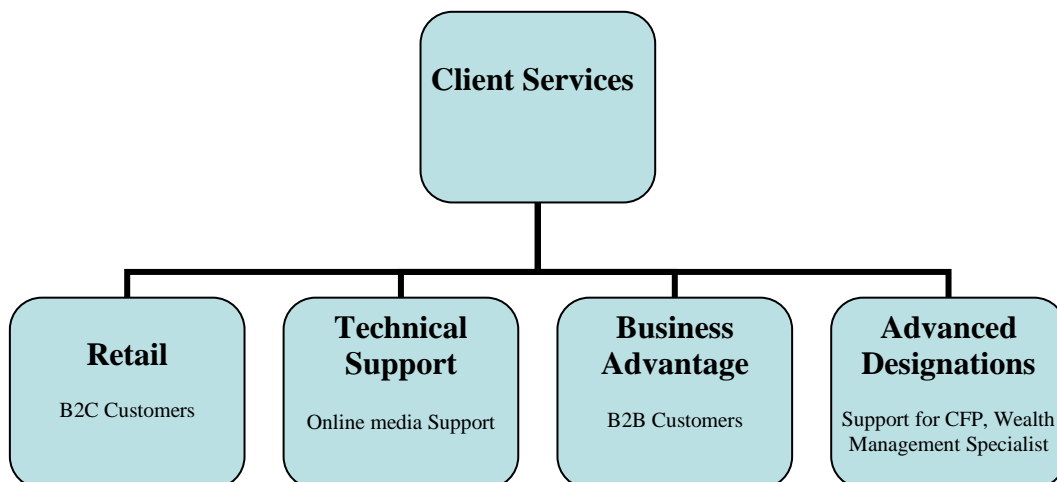 Client Services
Retail
B2C Customers
Technical
Support
Online media Support
Business
Advantage
B2B Customers
Advanced
Designations
Support for CFP, Wealth
Management Specialist